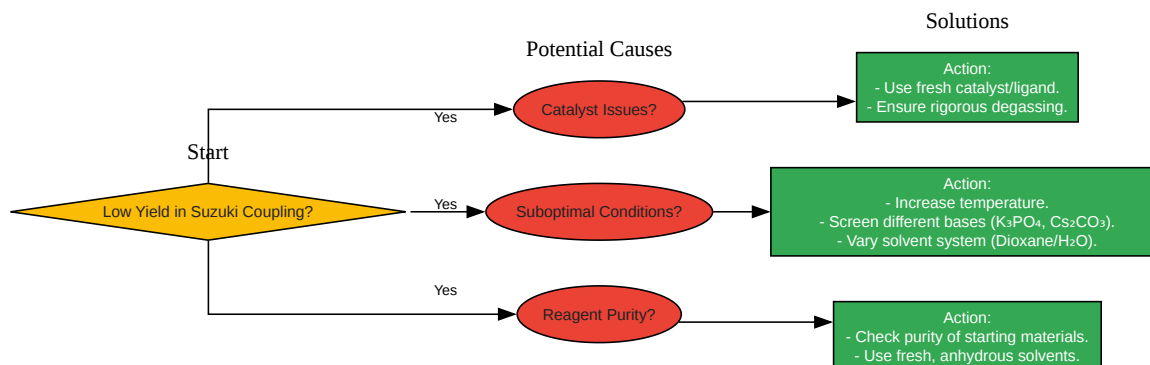 Solutions
Potential Causes
Action:
- Use fresh catalyst/ligand.
- Ensure rigorous degassing.
Catalyst Issues?
Yes
Start
Low Yield in Suzuki Coupling?
Yes
Suboptimal Conditions?
Action:
- Increase temperature.
- Screen different bases (K₃PO₄, Cs₂CO₃).
- Vary solvent system (Dioxane/H₂O).
Yes
Reagent Purity?
Action:
- Check purity of starting materials.
- Use fresh, anhydrous solvents.